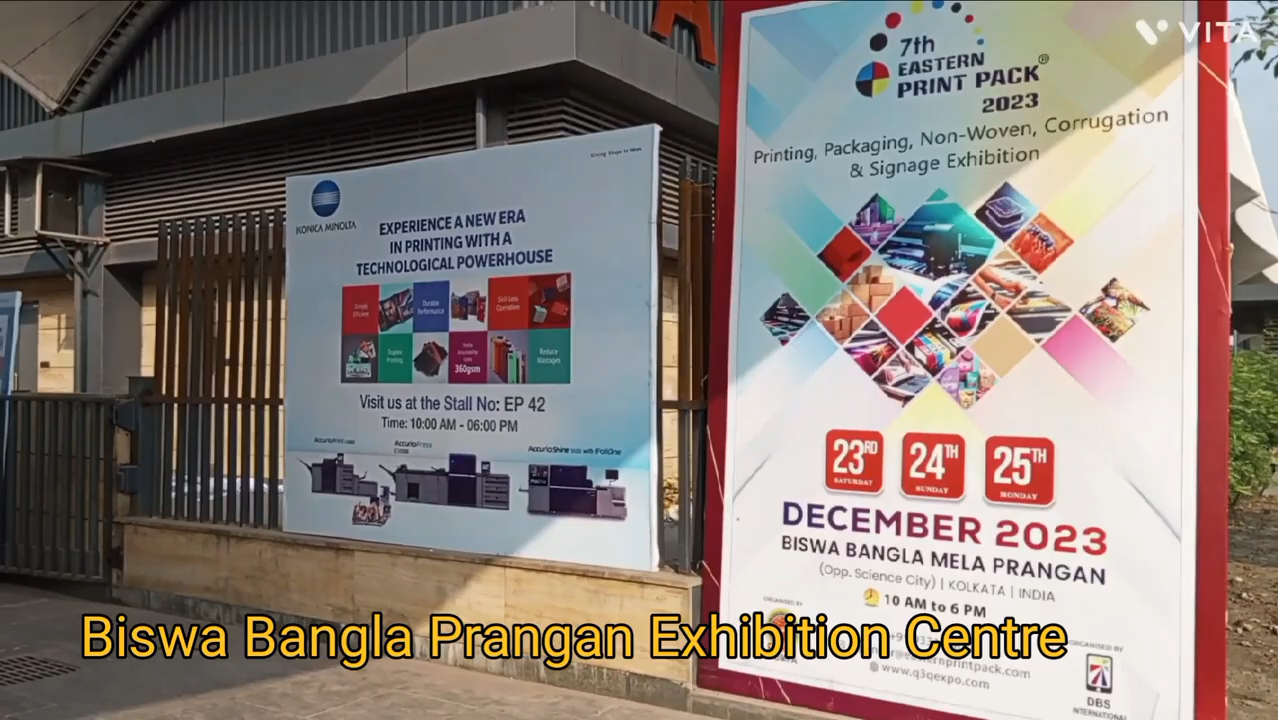 VITA
A
Giving Shape to Ideas
KONICA MINOLTA
EXPERIENCE A NEW ERA
IN PRINTING WITH A
TECHNOLOGICAL POWERHOUSE
Simply
Efficient
Durable
Performance
Skill Less
Operation
Duplex
Printing
360gsm
Reduce
Wastages
Visit us at the Stall No: EP 42
Time: 10:00 AM - 06:00 PM
AccurioPrint
AccurioPress
AccurioShine with iFoilOne
7th
EASTERN
PRINT PACK®
2023
Printing, Packaging, Non-Woven, Corrugation
& Signage Exhibition
23RD
SATURDAY
24TH
SUNDAY
25TH
MONDAY
DECEMBER 2023
BISWA BANGLA MELA PRANGAN
(Opp. Science City) | KOLKATA | INDIA
10 AM to 6 PM
ORGANISED BY
easternprintpack.com
www.q3qexpo.com
ORGANISED BY
DBS
INTERNATIONAL
Biswa Bangla Prangan Exhibition Centre